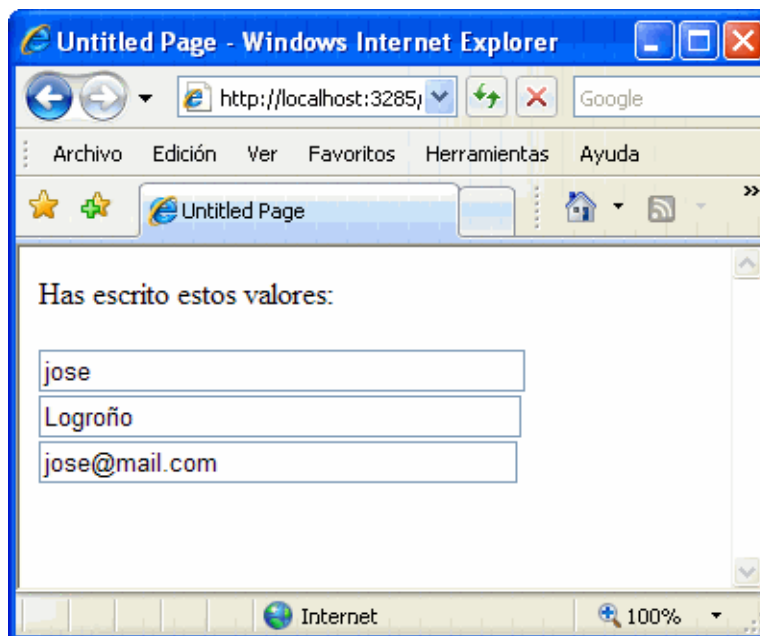 Untitled Page - Windows Internet Explorer
http://localhost:3285/
Google
Archivo Edición Ver Favoritos Herramientas Ayuda
Untitled Page
Has escrito estos valores:
jose
Logroño
jose@mail.com
Internet 100%